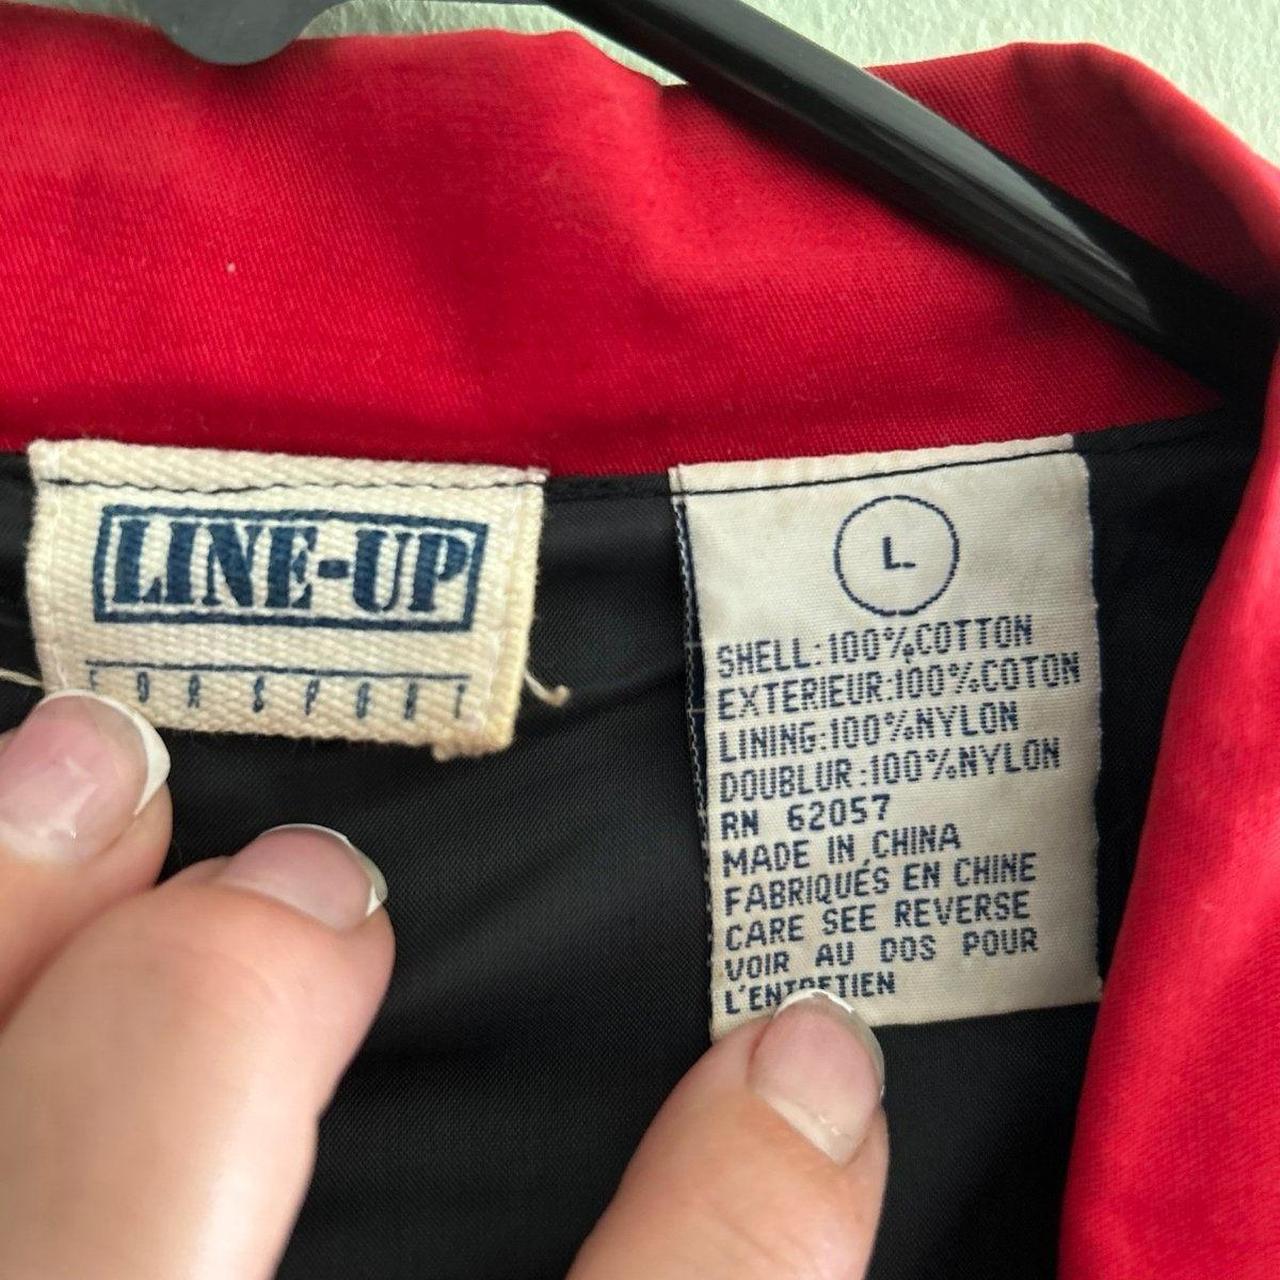 LINE-UP
FOR SPORT
L
SHELL:100%COTTON
EXTERIEUR:100%COTON
LINING:100%NYLON
DOUBLUR:100%NYLON
RN 62057
MADE IN CHINA
FABRIQUÉS EN CHINE
CARE SEE REVERSE
VOIR AU DOS POUR
L'ENTRETIEN